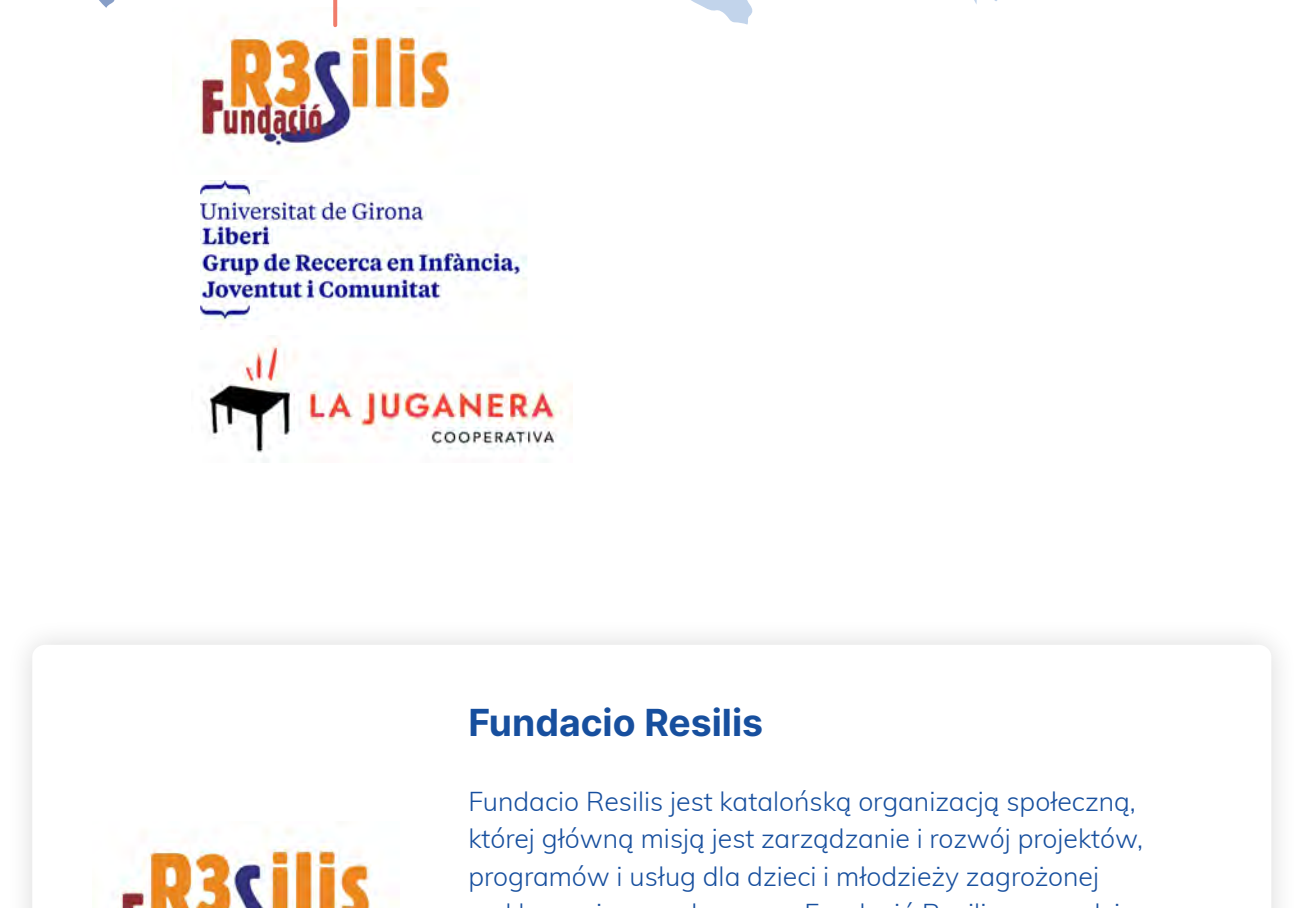 Fundació R3silis
Universitat de Girona
Liberi
Grup de Recerca en Infància,
Joventut i Comunitat
LA JUGANERA
COOPERATIVA
Fundacio Resilis
Fundacio Resilis jest katalońską organizacją społeczną,
której główną misją jest zarządzanie i rozwój projektów,
programów i usług dla dzieci i młodzieży zagrożonej
R3silis